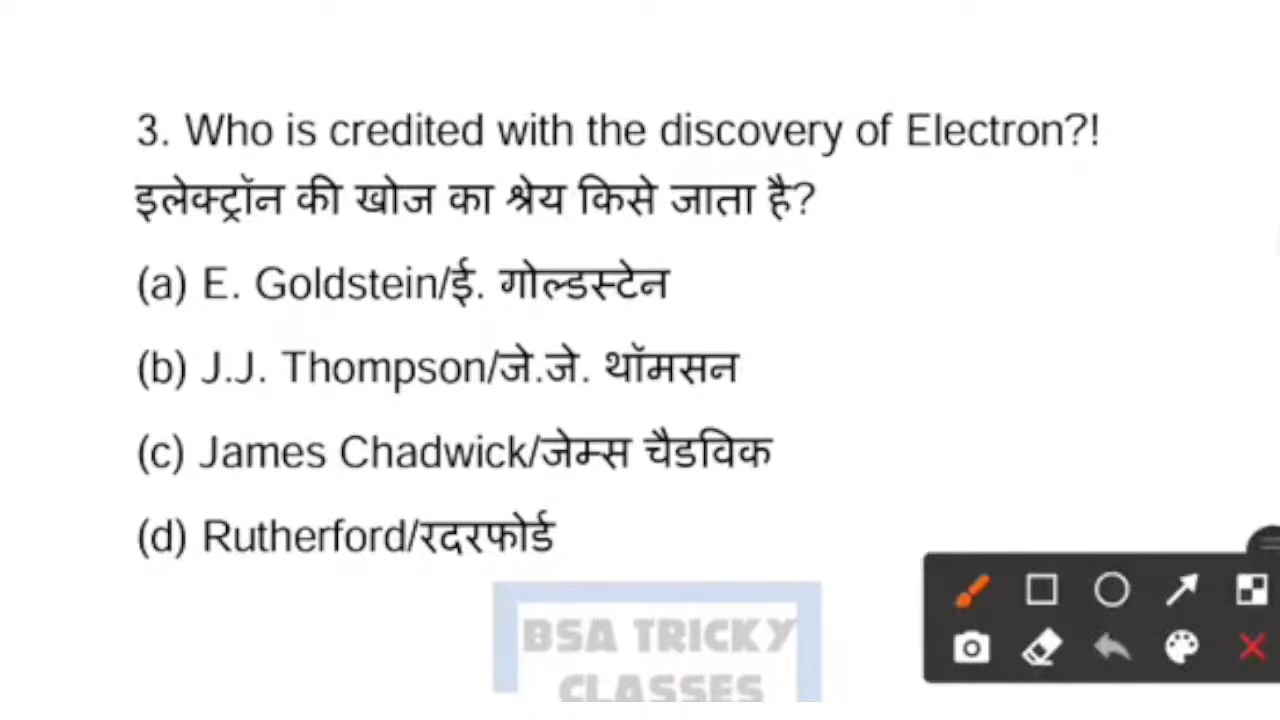 3. Who is credited with the discovery of Electron?!
इलेक्ट्रॉन की खोज का श्रेय किसे जाता है?
(a) E. Goldstein/ई. गोल्डस्टेन
(b) J.J. Thompson/जे.जे. थॉमसन
(c) James Chadwick/जेम्स चैडविक
(d) Rutherford/रदरफोर्ड
BSA TRICKY
CLASSES